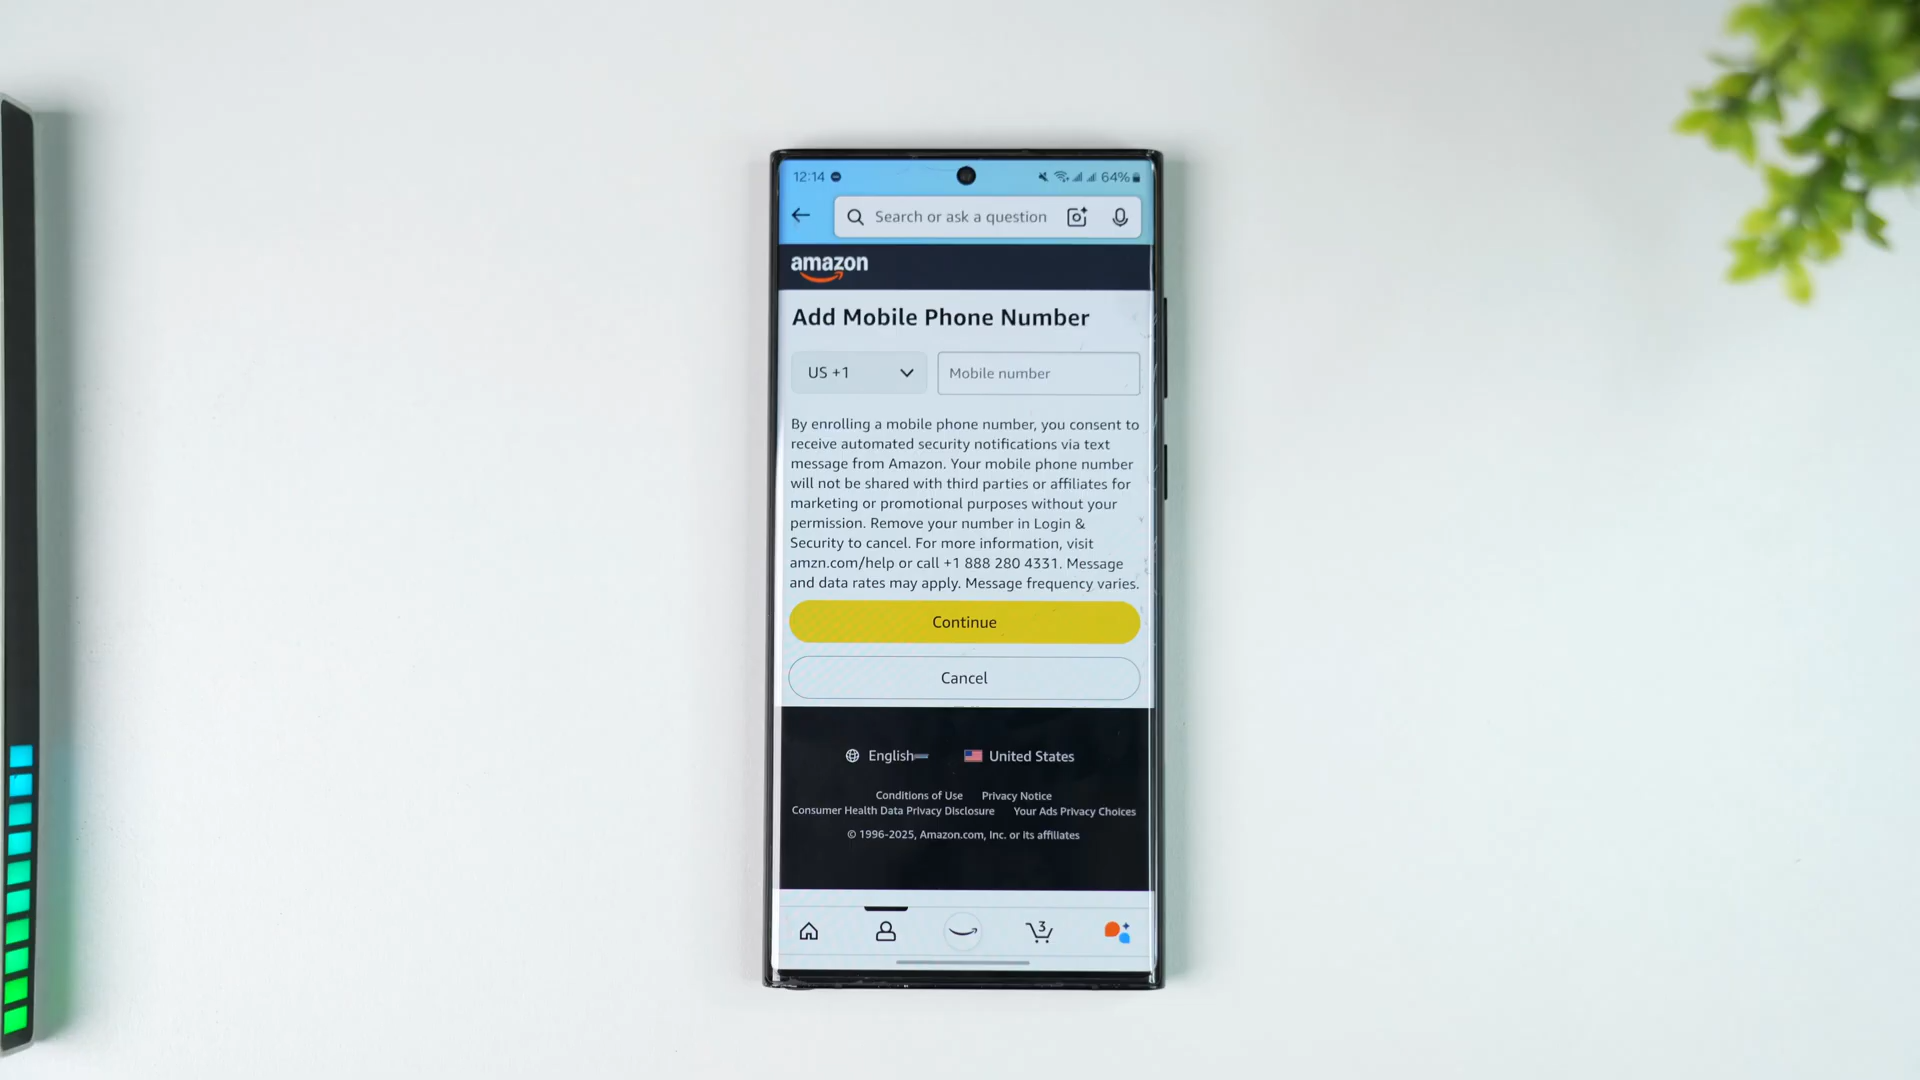 12:14
64%
Search or ask a question
amazon
Add Mobile Phone Number
US +1
Mobile number
By enrolling a mobile phone number, you consent to
receive automated security notifications via text
message from Amazon. Your mobile phone number
will not be shared with third parties or affiliates for
marketing or promotional purposes without your
permission. Remove your number in Login &
Security to cancel. For more information, visit
amzn.com/help or call +1 888 280 4331. Message
and data rates may apply. Message frequency varies.
Continue
Cancel
English
United States
Conditions of Use Privacy Notice
Consumer Health Data Privacy Disclosure Your Ads Privacy Choices
© 1996-2025, Amazon.com, Inc. or its affiliates
3